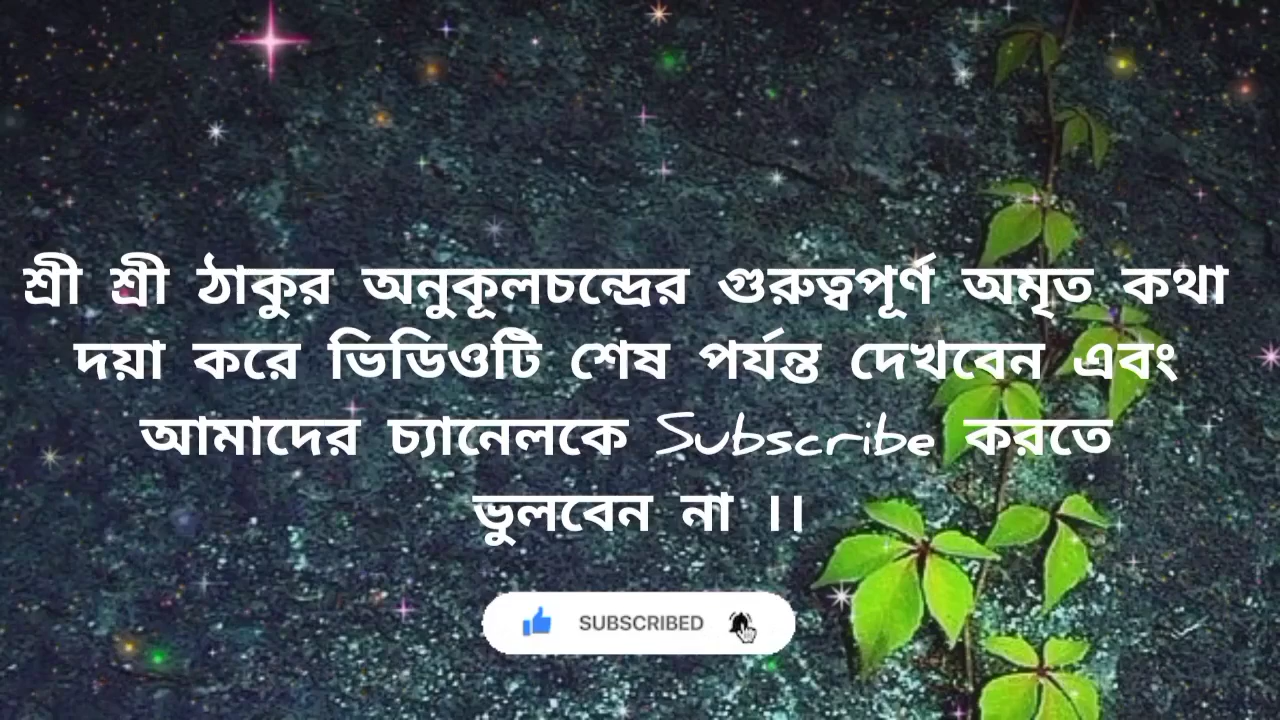 শ্রী শ্রী ঠাকুর অনুকূলচন্দ্রের গুরুত্বপূর্ণ অমৃত কথা
দয়া করে ভিডিওটি শেষ পর্যন্ত দেখবেন এবং
আমাদের চ্যানেলকে Subscribe করতে
ভুলবেন না ।।
SUBSCRIBED